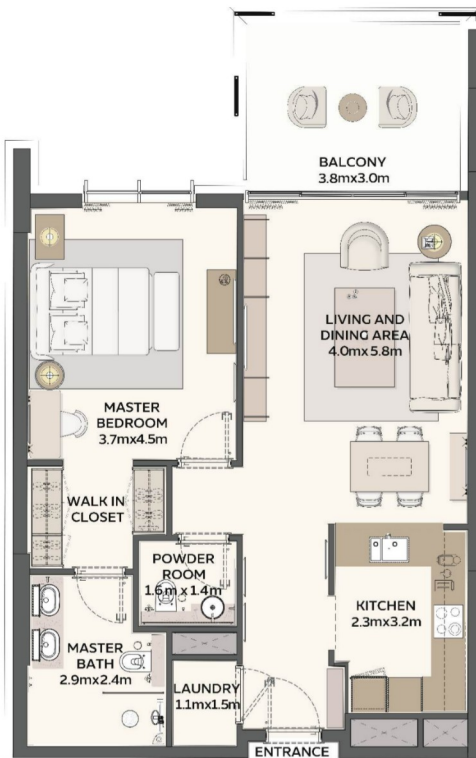 BALCONY
3.8mx3.0m
LIVING AND
DINING AREA
4.0mx5.8m
MASTER
BEDROOM
3.7mx4.5m
WALK IN
CLOSET
POWDER
ROOM
1.6m x 1.4m
KITCHEN
2.3mx3.2m
MASTER
BATH
2.9mx2.4m
LAUNDRY
1.1mx1.5m
ENTRANCE